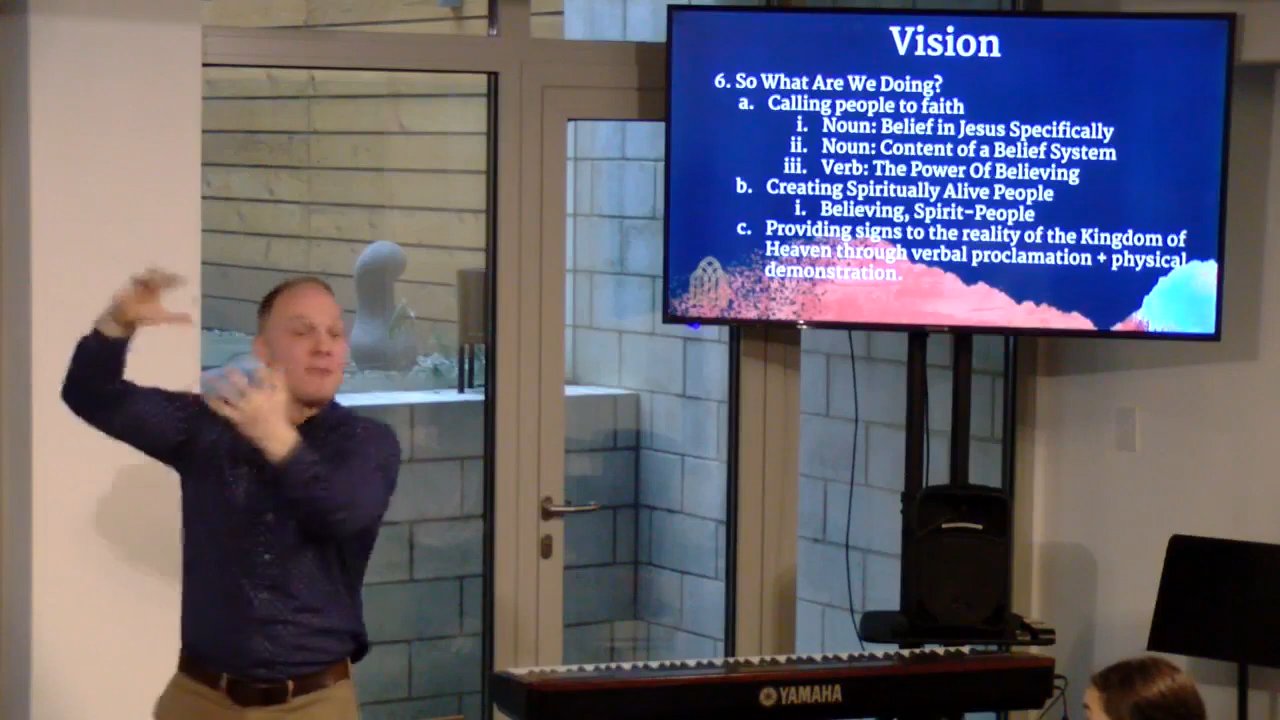 Vision
6. So What Are We Doing?
a. Calling people to faith
i. Noun: Belief in Jesus Specifically
ii. Noun: Content of a Belief System
iii. Verb: The Power Of Believing
b. Creating Spiritually Alive People
i. Believing, Spirit-People
c. Providing signs to the reality of the Kingdom of
Heaven through verbal proclamation + physical
demonstration.
YAMAHA